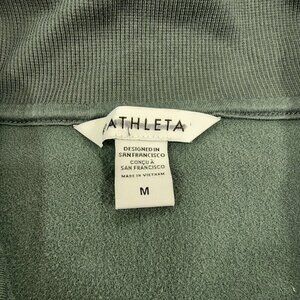 ATHLETA
DESIGNED IN
SAN FRANCISCO
CONÇU À
SAN FRANCISCO
MADE IN VIETNAM
M